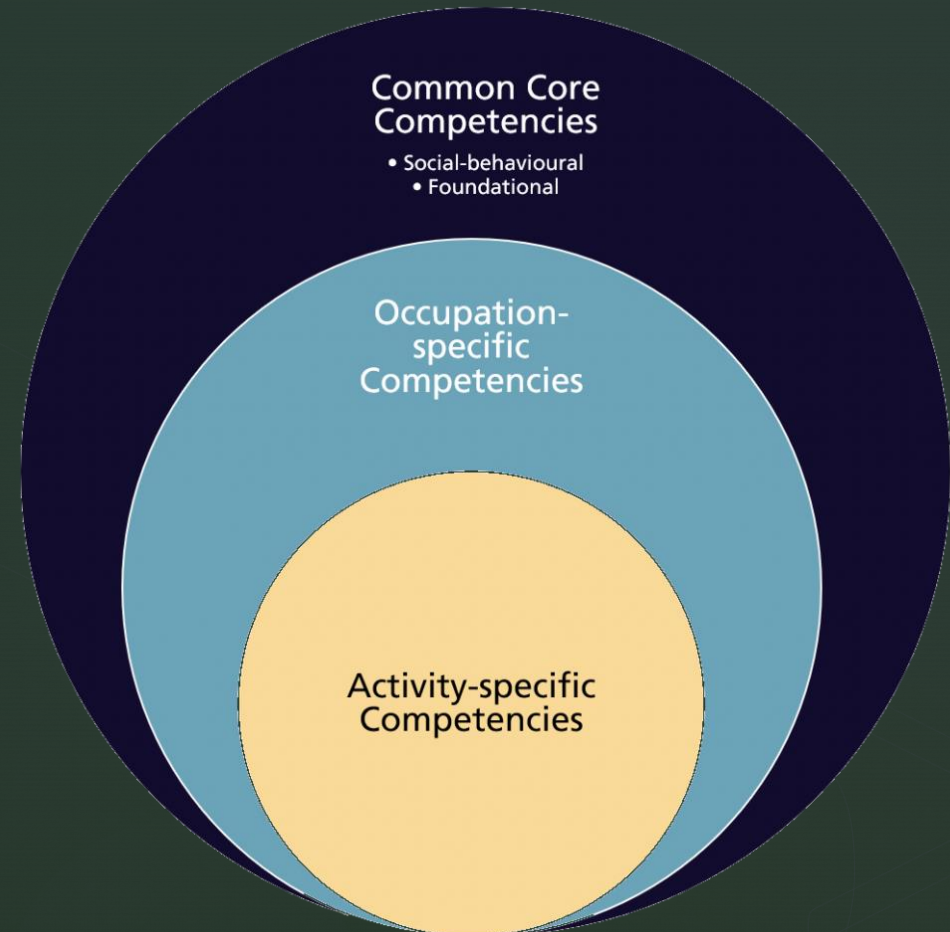 Common Core
Competencies
• Social-behavioural
• Foundational
Occupation-
specific
Competencies
Activity-specific
Competencies